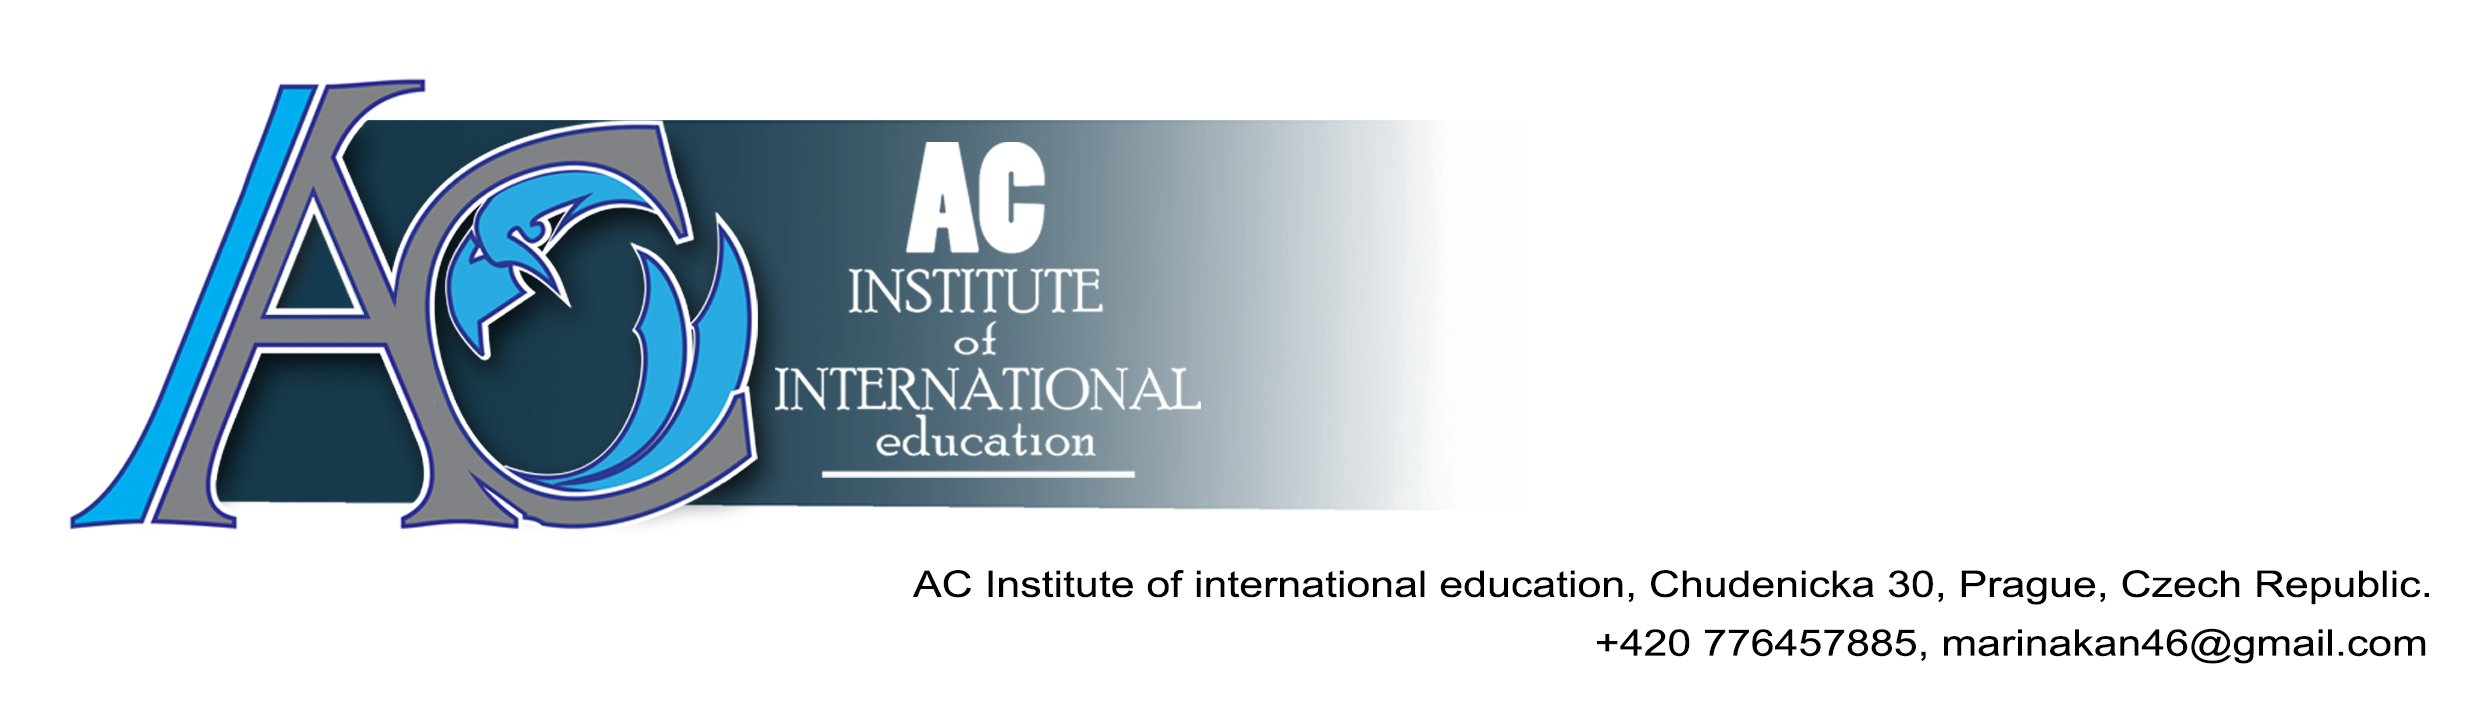 AC
AC
INSTITUTE
of
INTERNATIONAL
education
AC Institute of international education, Chudenicka 30, Prague, Czech Republic.
+420 776457885, marinakan46@gmail.com